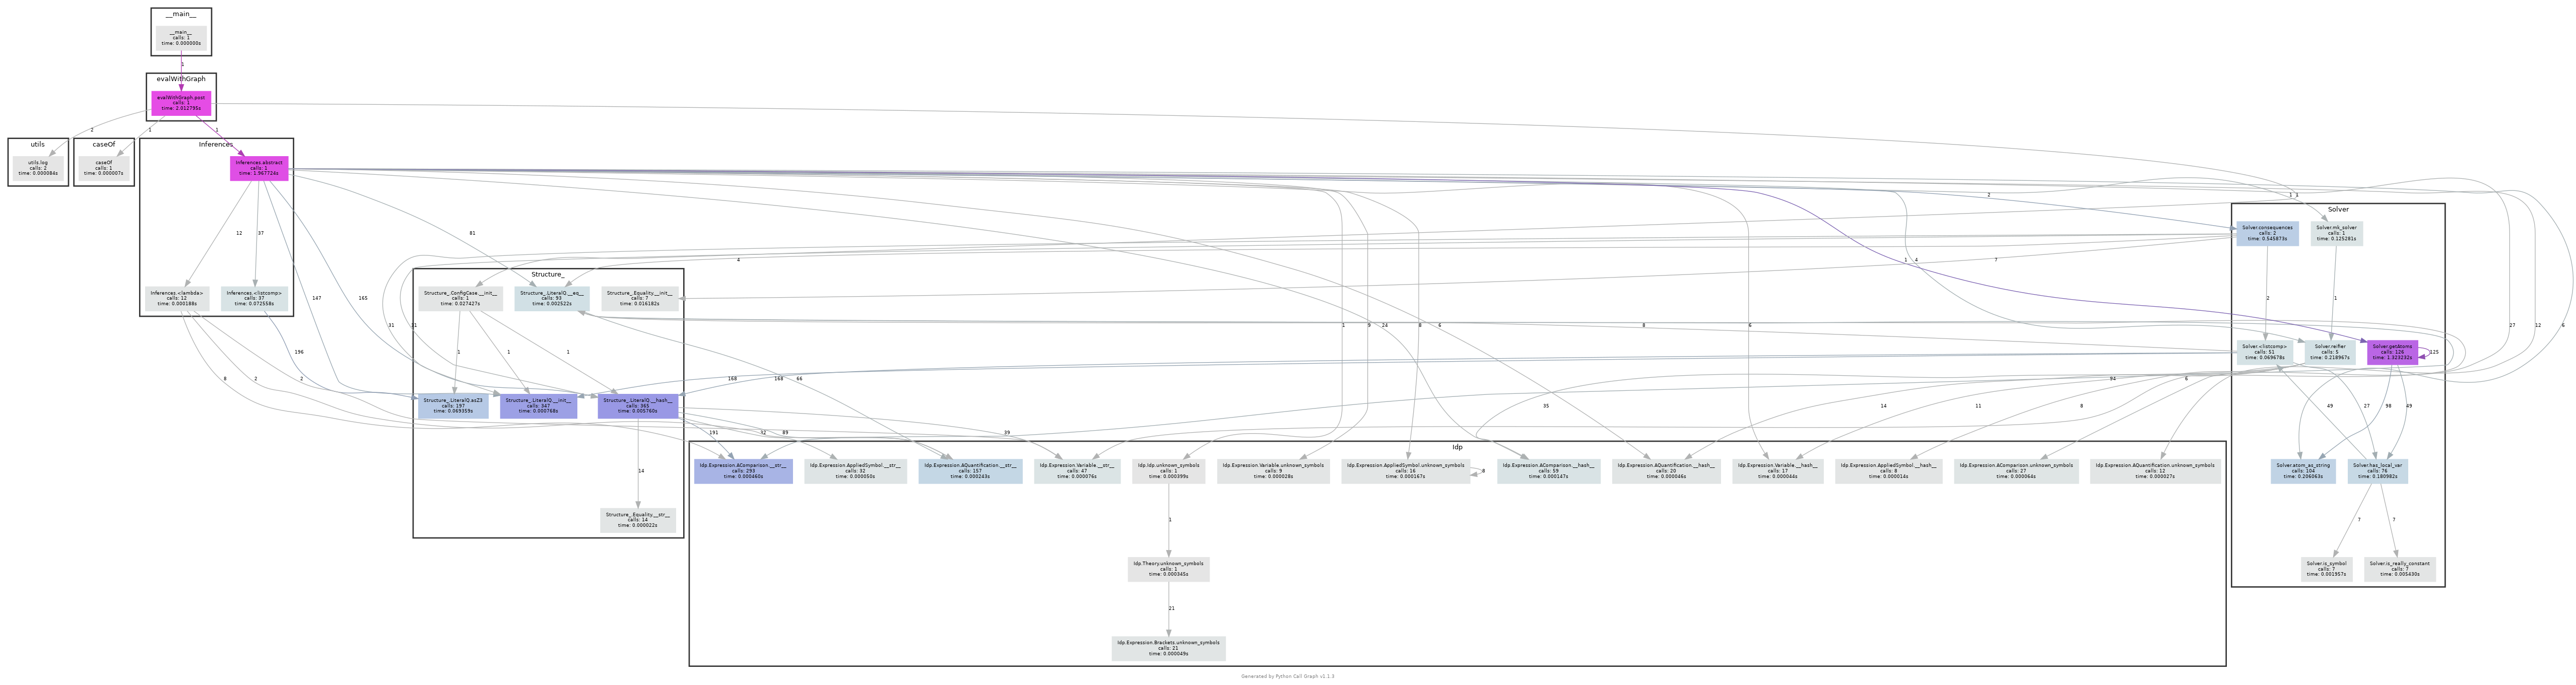 __main__
__main__
calls: 1
time: 0.000000s
1
evalWithGraph
evalWithGraph.post
calls: 1
time: 2.012795s
2
1
1
utils
utils.log
calls: 2
time: 0.000084s
caseOf
caseOf
calls: 1
time: 0.000007s
Inferences
Inferences.abstract
calls: 1
time: 1.967724s
12
37
147
165
81
Inferences.<lambda>
calls: 12
time: 0.000188s
Inferences.<listcomp>
calls: 37
time: 0.072558s
196
8
2
2
Structure_
Structure_.ConfigCase.__init__
calls: 1
time: 0.027427s
Structure_.LiteralQ.__eq__
calls: 93
time: 0.002522s
Structure_.Equality.__init__
calls: 7
time: 0.016182s
1
1
1
31
31
4
66
Structure_.LiteralQ.asZ3
calls: 197
time: 0.069359s
Structure_.LiteralQ.__init__
calls: 347
time: 0.000768s
Structure_.LiteralQ.__hash__
calls: 365
time: 0.005760s
168
168
191
32
89
39
14
Structure_.Equality.__str__
calls: 14
time: 0.000022s
Solver
Solver.consequences
calls: 2
time: 0.545873s
Solver.mk_solver
calls: 1
time: 0.125281s
2
1
1
7
2
1
1
4
8
Solver.<listcomp>
calls: 51
time: 0.069678s
Solver.reifier
calls: 5
time: 0.218967s
Solver.getAtoms
calls: 126
time: 1.323232s
125
27
12
6
94
6
49
27
98
49
Solver.atom_as_string
calls: 104
time: 0.206063s
Solver.has_local_var
calls: 76
time: 0.180982s
7
7
Solver.is_symbol
calls: 7
time: 0.001957s
Solver.is_really_constant
calls: 7
time: 0.005430s
1
9
8
24
6
6
35
14
11
8
Idp
Idp.Expression.AComparison.__str__
calls: 293
time: 0.000460s
Idp.Expression.AppliedSymbol.__str__
calls: 32
time: 0.000050s
Idp.Expression.AQuantification.__str__
calls: 157
time: 0.000243s
Idp.Expression.Variable.__str__
calls: 47
time: 0.000076s
Idp.Idp.unknown_symbols
calls: 1
time: 0.000399s
Idp.Expression.Variable.unknown_symbols
calls: 9
time: 0.000028s
Idp.Expression.AppliedSymbol.unknown_symbols
calls: 16
time: 0.000167s
8
Idp.Expression.AComparison.__hash__
calls: 59
time: 0.000147s
Idp.Expression.AQuantification.__hash__
calls: 20
time: 0.000046s
Idp.Expression.Variable.__hash__
calls: 17
time: 0.000044s
Idp.Expression.AppliedSymbol.__hash__
calls: 8
time: 0.000014s
Idp.Expression.AComparison.unknown_symbols
calls: 27
time: 0.000064s
Idp.Expression.AQuantification.unknown_symbols
calls: 12
time: 0.000027s
1
Idp.Theory.unknown_symbols
calls: 1
time: 0.000345s
21
Idp.Expression.Brackets.unknown_symbols
calls: 21
time: 0.000049s
Generated by Python Call Graph v1.1.3